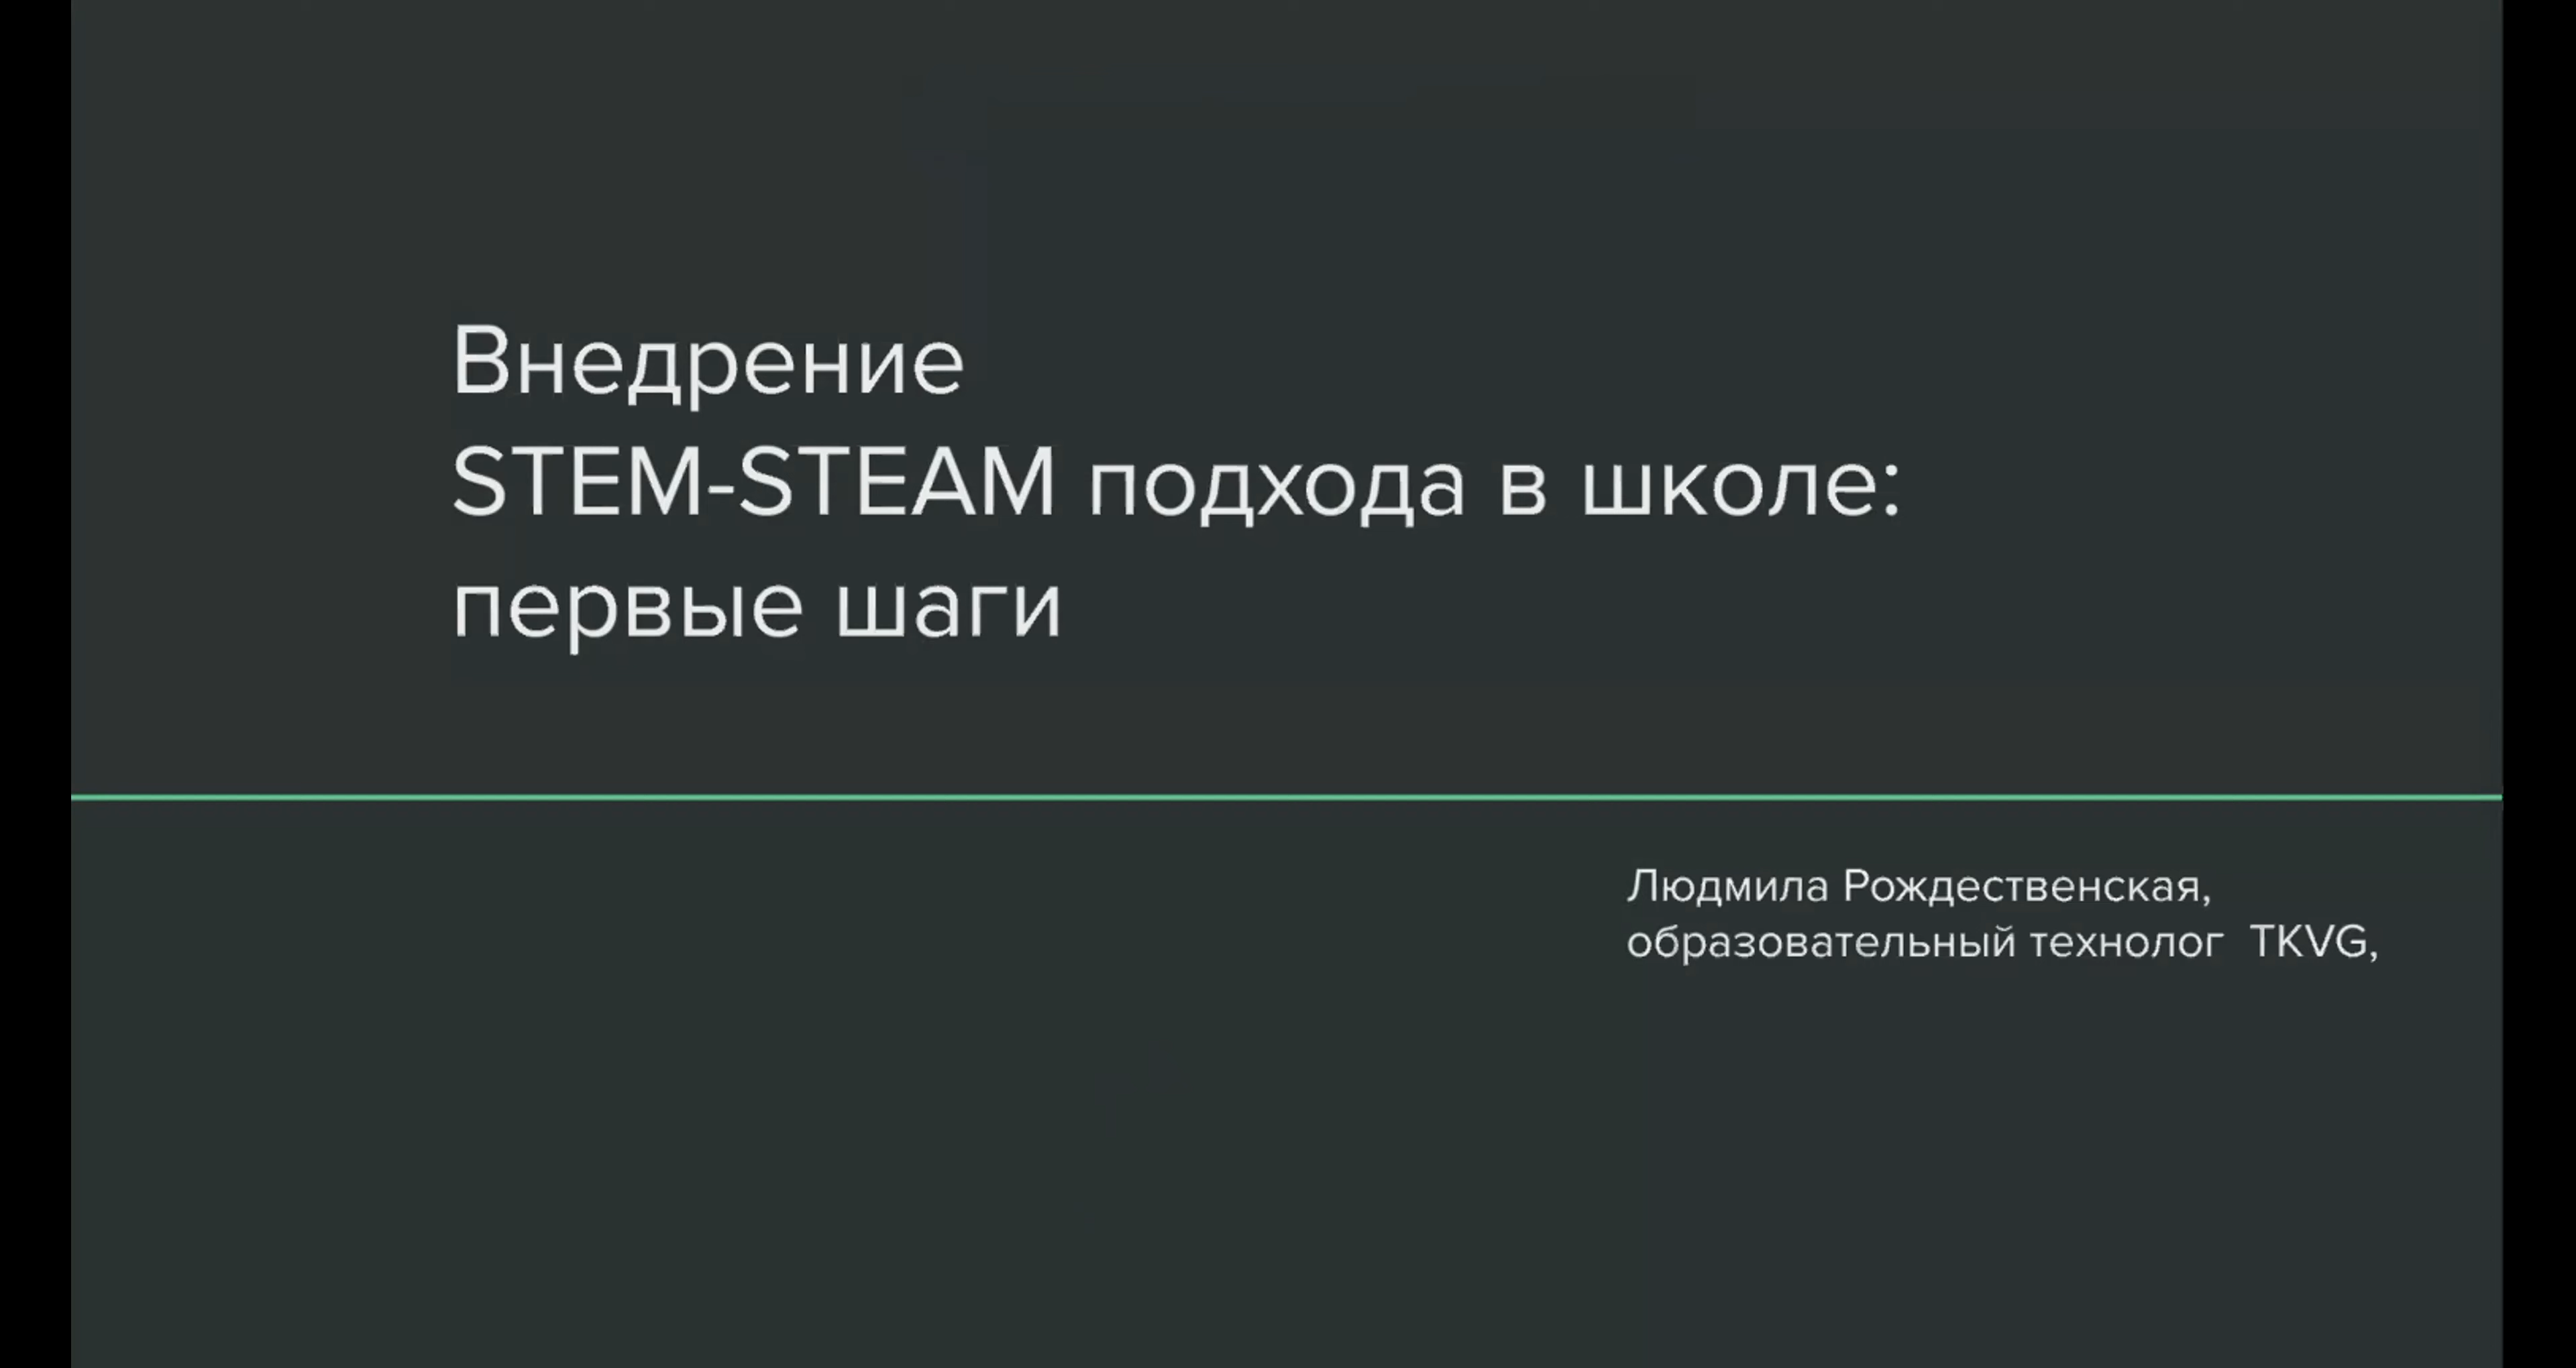 Внедрение
STEM-STEAM подхода в школе:
первые шаги
Людмила Рождественская,
образовательный технолог  TKVG,